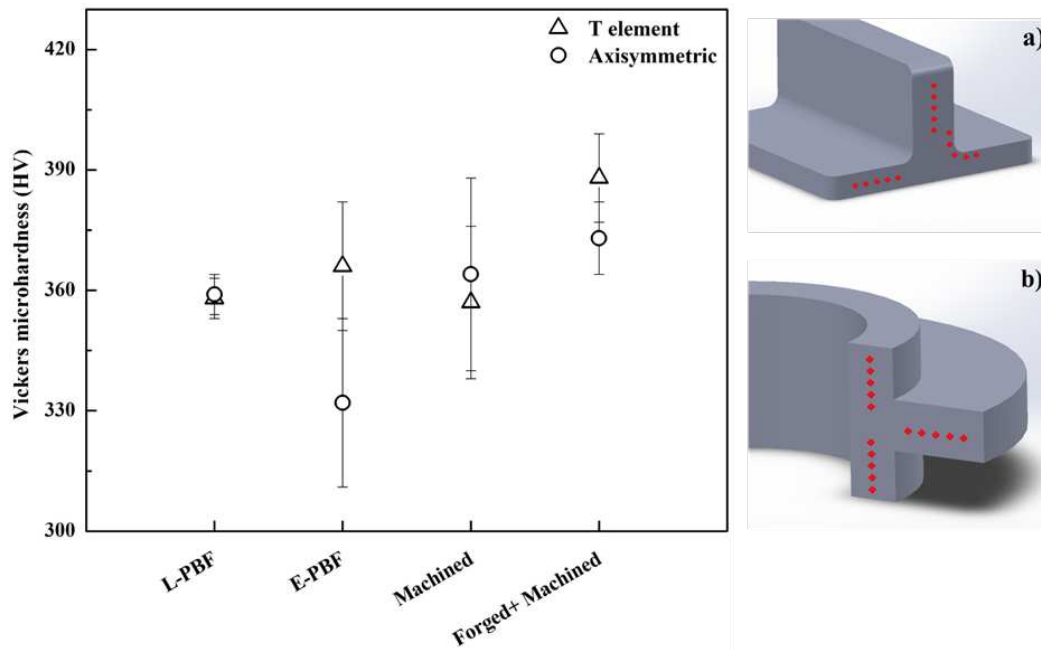 T element
Axisymmetric
Vickers microhardness (HV)
420
390
360
330
300
L-PBF
E-PBF
Machined
Forged+ Machined
a)
b)